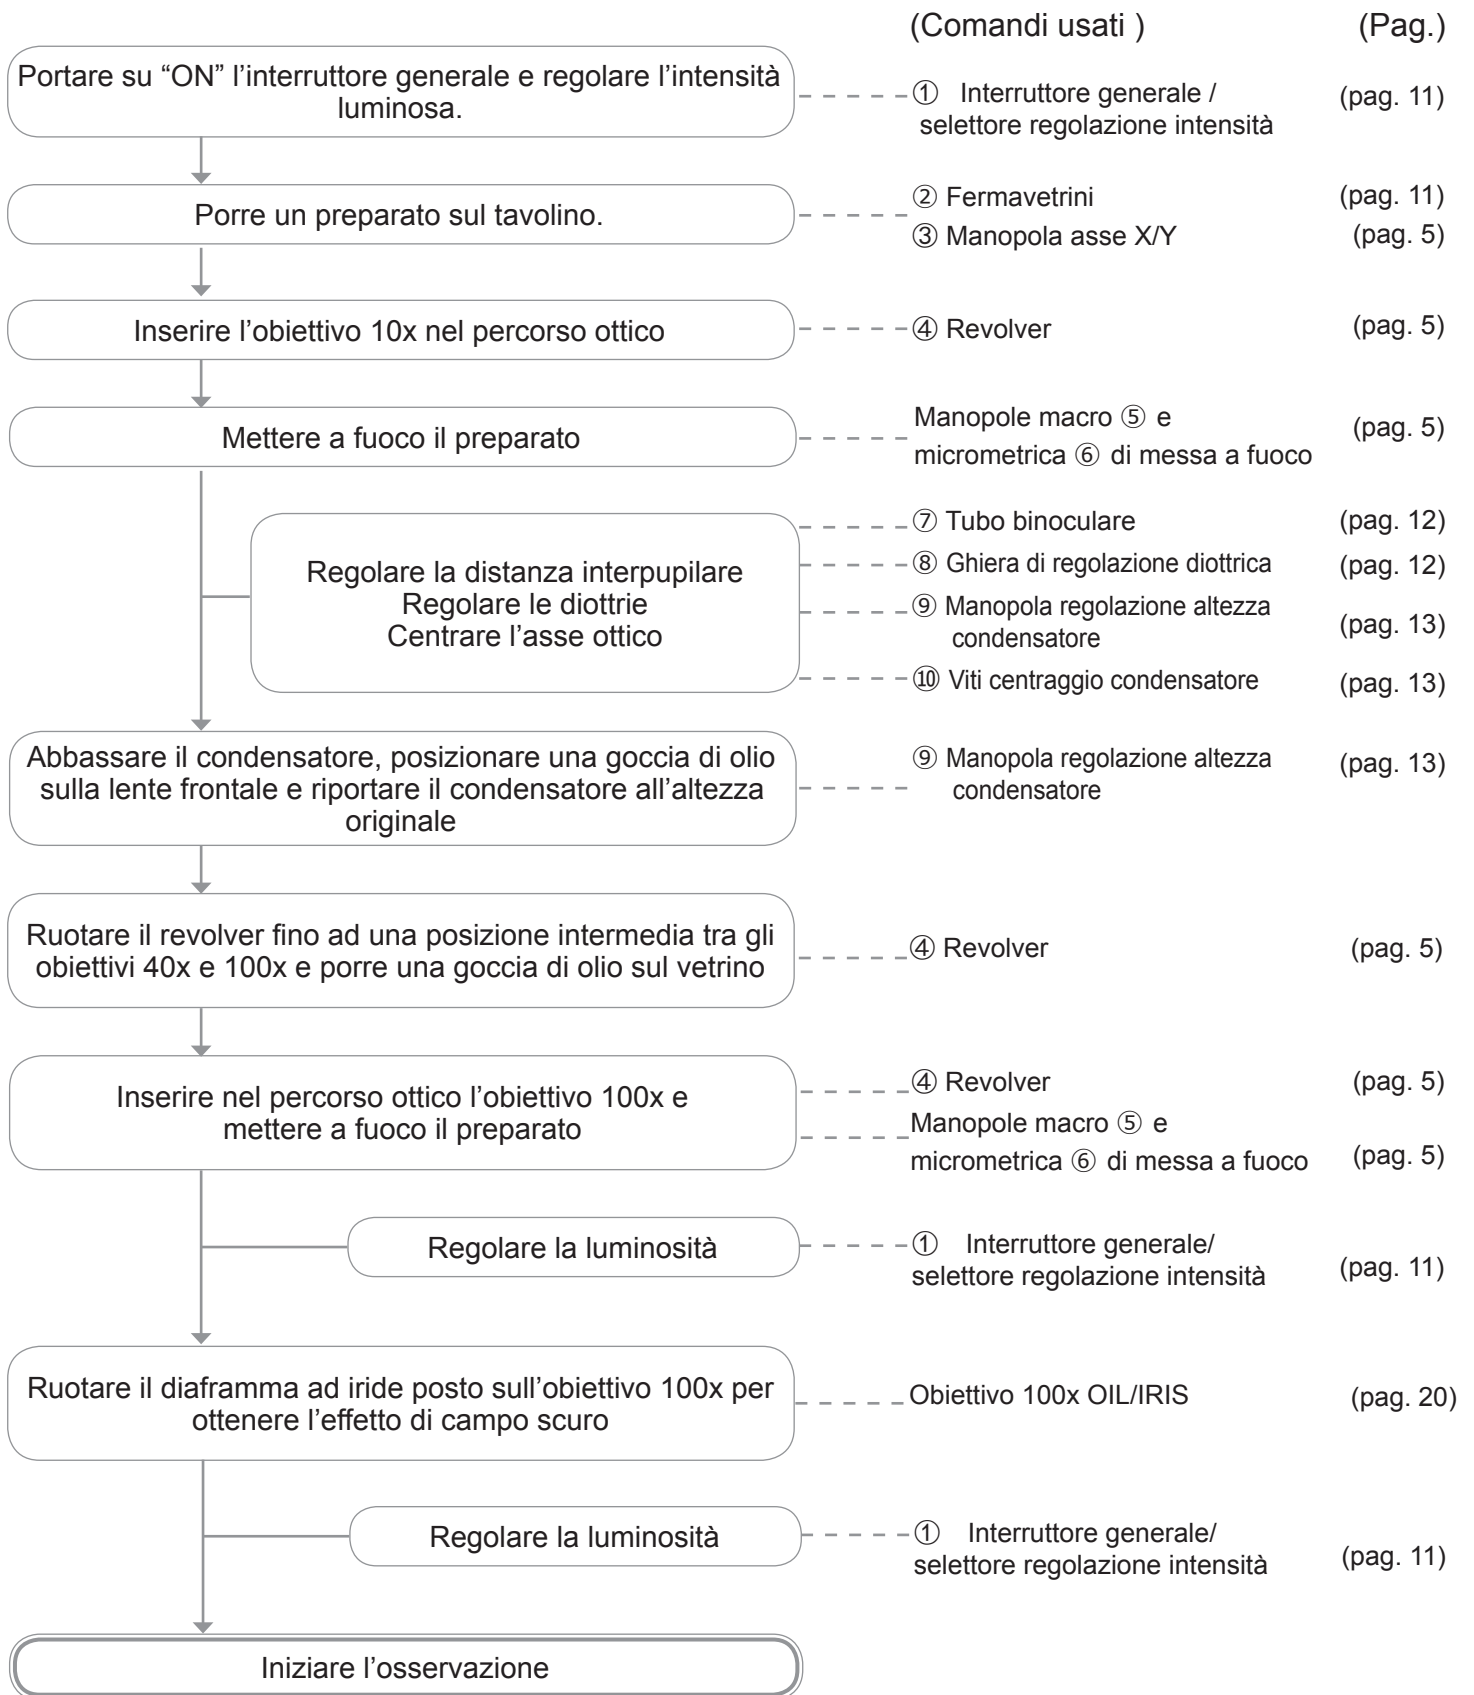 (Comandi usati )
(Pag.)
Portare su “ON” l’interruttore generale e regolare l’intensità
luminosa.
① Interruttore generale /
selettore regolazione intensità
(pag. 11)
Porre un preparato sul tavolino.
② Fermavetrini
(pag. 11)
③ Manopola asse X/Y
(pag. 5)
Inserire l’obiettivo 10x nel percorso ottico
④ Revolver
(pag. 5)
Mettere a fuoco il preparato
Manopole macro ⑤ e
micrometrica ⑥ di messa a fuoco
(pag. 5)
Regolare la distanza interpupilare
Regolare le diottrie
Centrare l’asse ottico
⑦ Tubo binoculare
(pag. 12)
⑧ Ghiera di regolazione diottrica
(pag. 12)
⑨ Manopola regolazione altezza
condensatore
(pag. 13)
⑩ Viti centraggio condensatore
(pag. 13)
Abbassare il condensatore, posizionare una goccia di olio
sulla lente frontale e riportare il condensatore all’altezza
originale
⑨ Manopola regolazione altezza
condensatore
(pag. 13)
Ruotare il revolver fino ad una posizione intermedia tra gli
obiettivi 40x e 100x e porre una goccia di olio sul vetrino
④ Revolver
(pag. 5)
Inserire nel percorso ottico l’obiettivo 100x e
mettere a fuoco il preparato
④ Revolver
(pag. 5)
Manopole macro ⑤ e
micrometrica ⑥ di messa a fuoco
(pag. 5)
Regolare la luminosità
① Interruttore generale/
selettore regolazione intensità
(pag. 11)
Ruotare il diaframma ad iride posto sull’obiettivo 100x per
ottenere l’effetto di campo scuro
Obiettivo 100x OIL/IRIS
(pag. 20)
Regolare la luminosità
① Interruttore generale/
selettore regolazione intensità
(pag. 11)
Iniziare l’osservazione